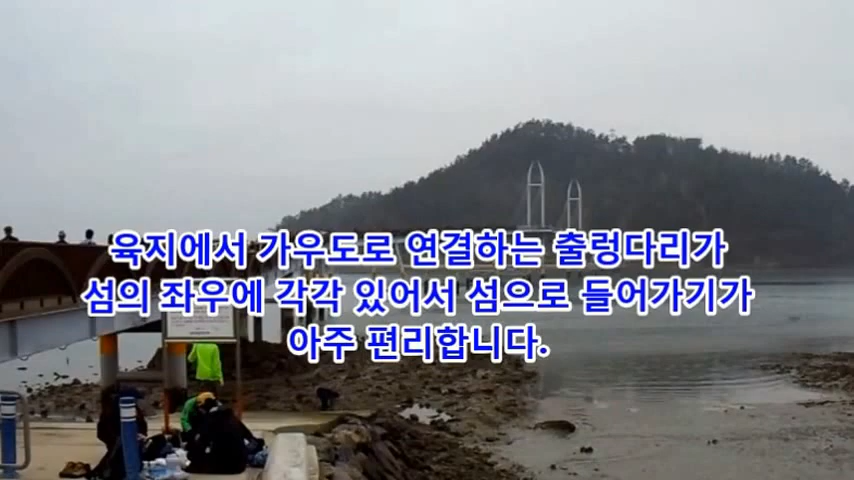 육지에서 가우도로 연결하는 출렁다리가
섬의 좌우에 각각 있어서 섬으로 들어가기가
아주 편리합니다.